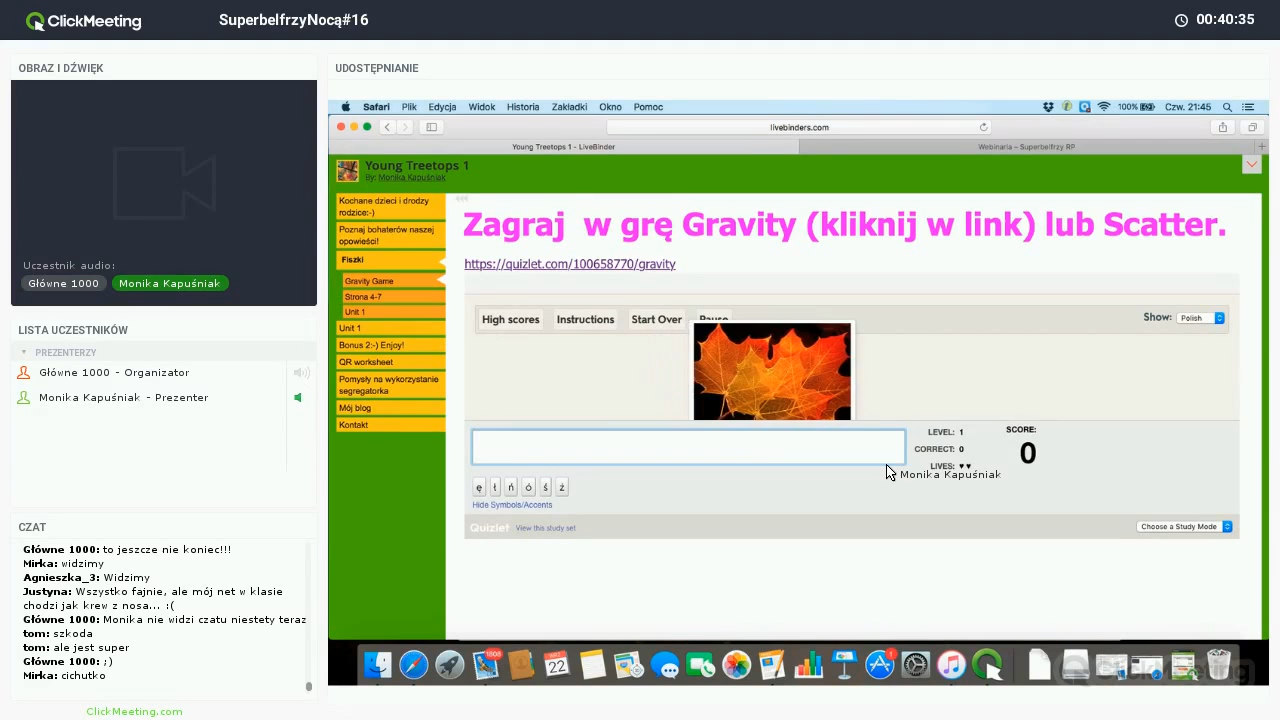 ClickMeeting
SuperbelfrzyNocą#16
00:40:35
OBRAZ I DŹWIĘK
Uczestnik audio:
Główne 1000
Monika Kapuśniak
LISTA UCZESTNIKÓW
PREZENTERZY
Główne 1000 - Organizator
Monika Kapuśniak - Prezenter
CZAT
Główne 1000: to jeszcze nie koniec!!!
Mirka: widzimy
Agnieszka_3: Widzimy
Justyna: Wszystko fajnie, ale mój net w klasie
chodzi jak krew z nosa... :(
Główne 1000: Monika nie widzi czatu niestety teraz
tom: szkoda
tom: ale jest super
Główne 1000: ;)
Mirka: cichutko
ClickMeeting.com
UDOSTĘPNIANIE
Safari Plik Edycja Widok Historia Zakładki Okno Pomoc
100% Czw. 21:45
livebinders.com
Young Treetops 1 - LiveBinder
Webinaria – Superbelfrzy RP
Young Treetops 1
By: Monika Kapuśniak
Kochane dzieci i drodzy
rodzice:-)
Poznaj bohaterów naszej
opowieści!
Fiszki
Gravity Game
Strona 4-7
Unit 1
Unit 1
Bonus 2:-) Enjoy!
QR worksheet
Pomysły na wykorzystanie
segregatorka
Mój blog
Kontakt
Zagraj w grę Gravity (kliknij w link) lub Scatter.
https://quizlet.com/100658770/gravity
High scores Instructions Start Over Pause
Show: Polish
LEVEL: 1
CORRECT: 0
LIVES: ♥♥
SCORE:
0
Monika Kapuśniak
ę ł ń ó ś ż
Hide Symbols/Accents
Quizlet View this study set
Choose a Study Mode
22
1
ClickMeeting